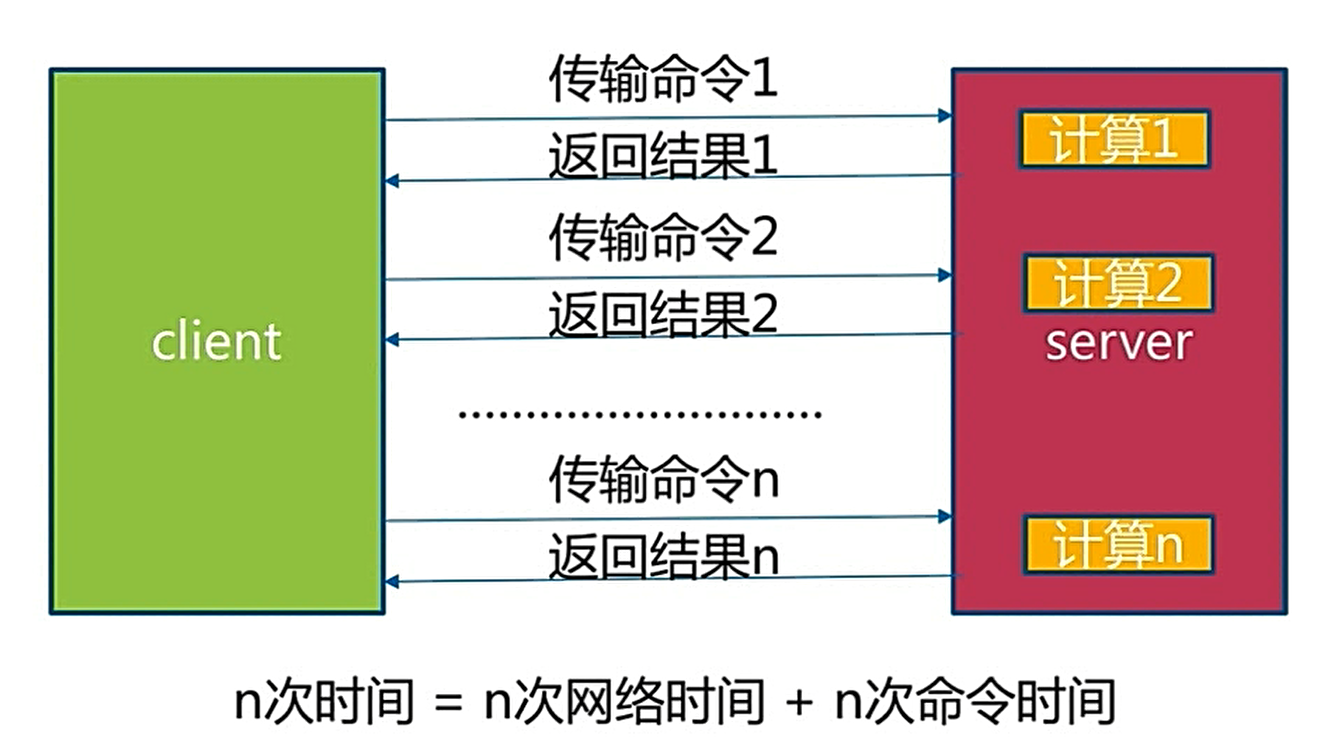 传输命令1
计算1
返回结果1
传输命令2
计算2
返回结果2
client
server
...........................
传输命令n
计算n
返回结果n
n次时间 = n次网络时间 + n次命令时间